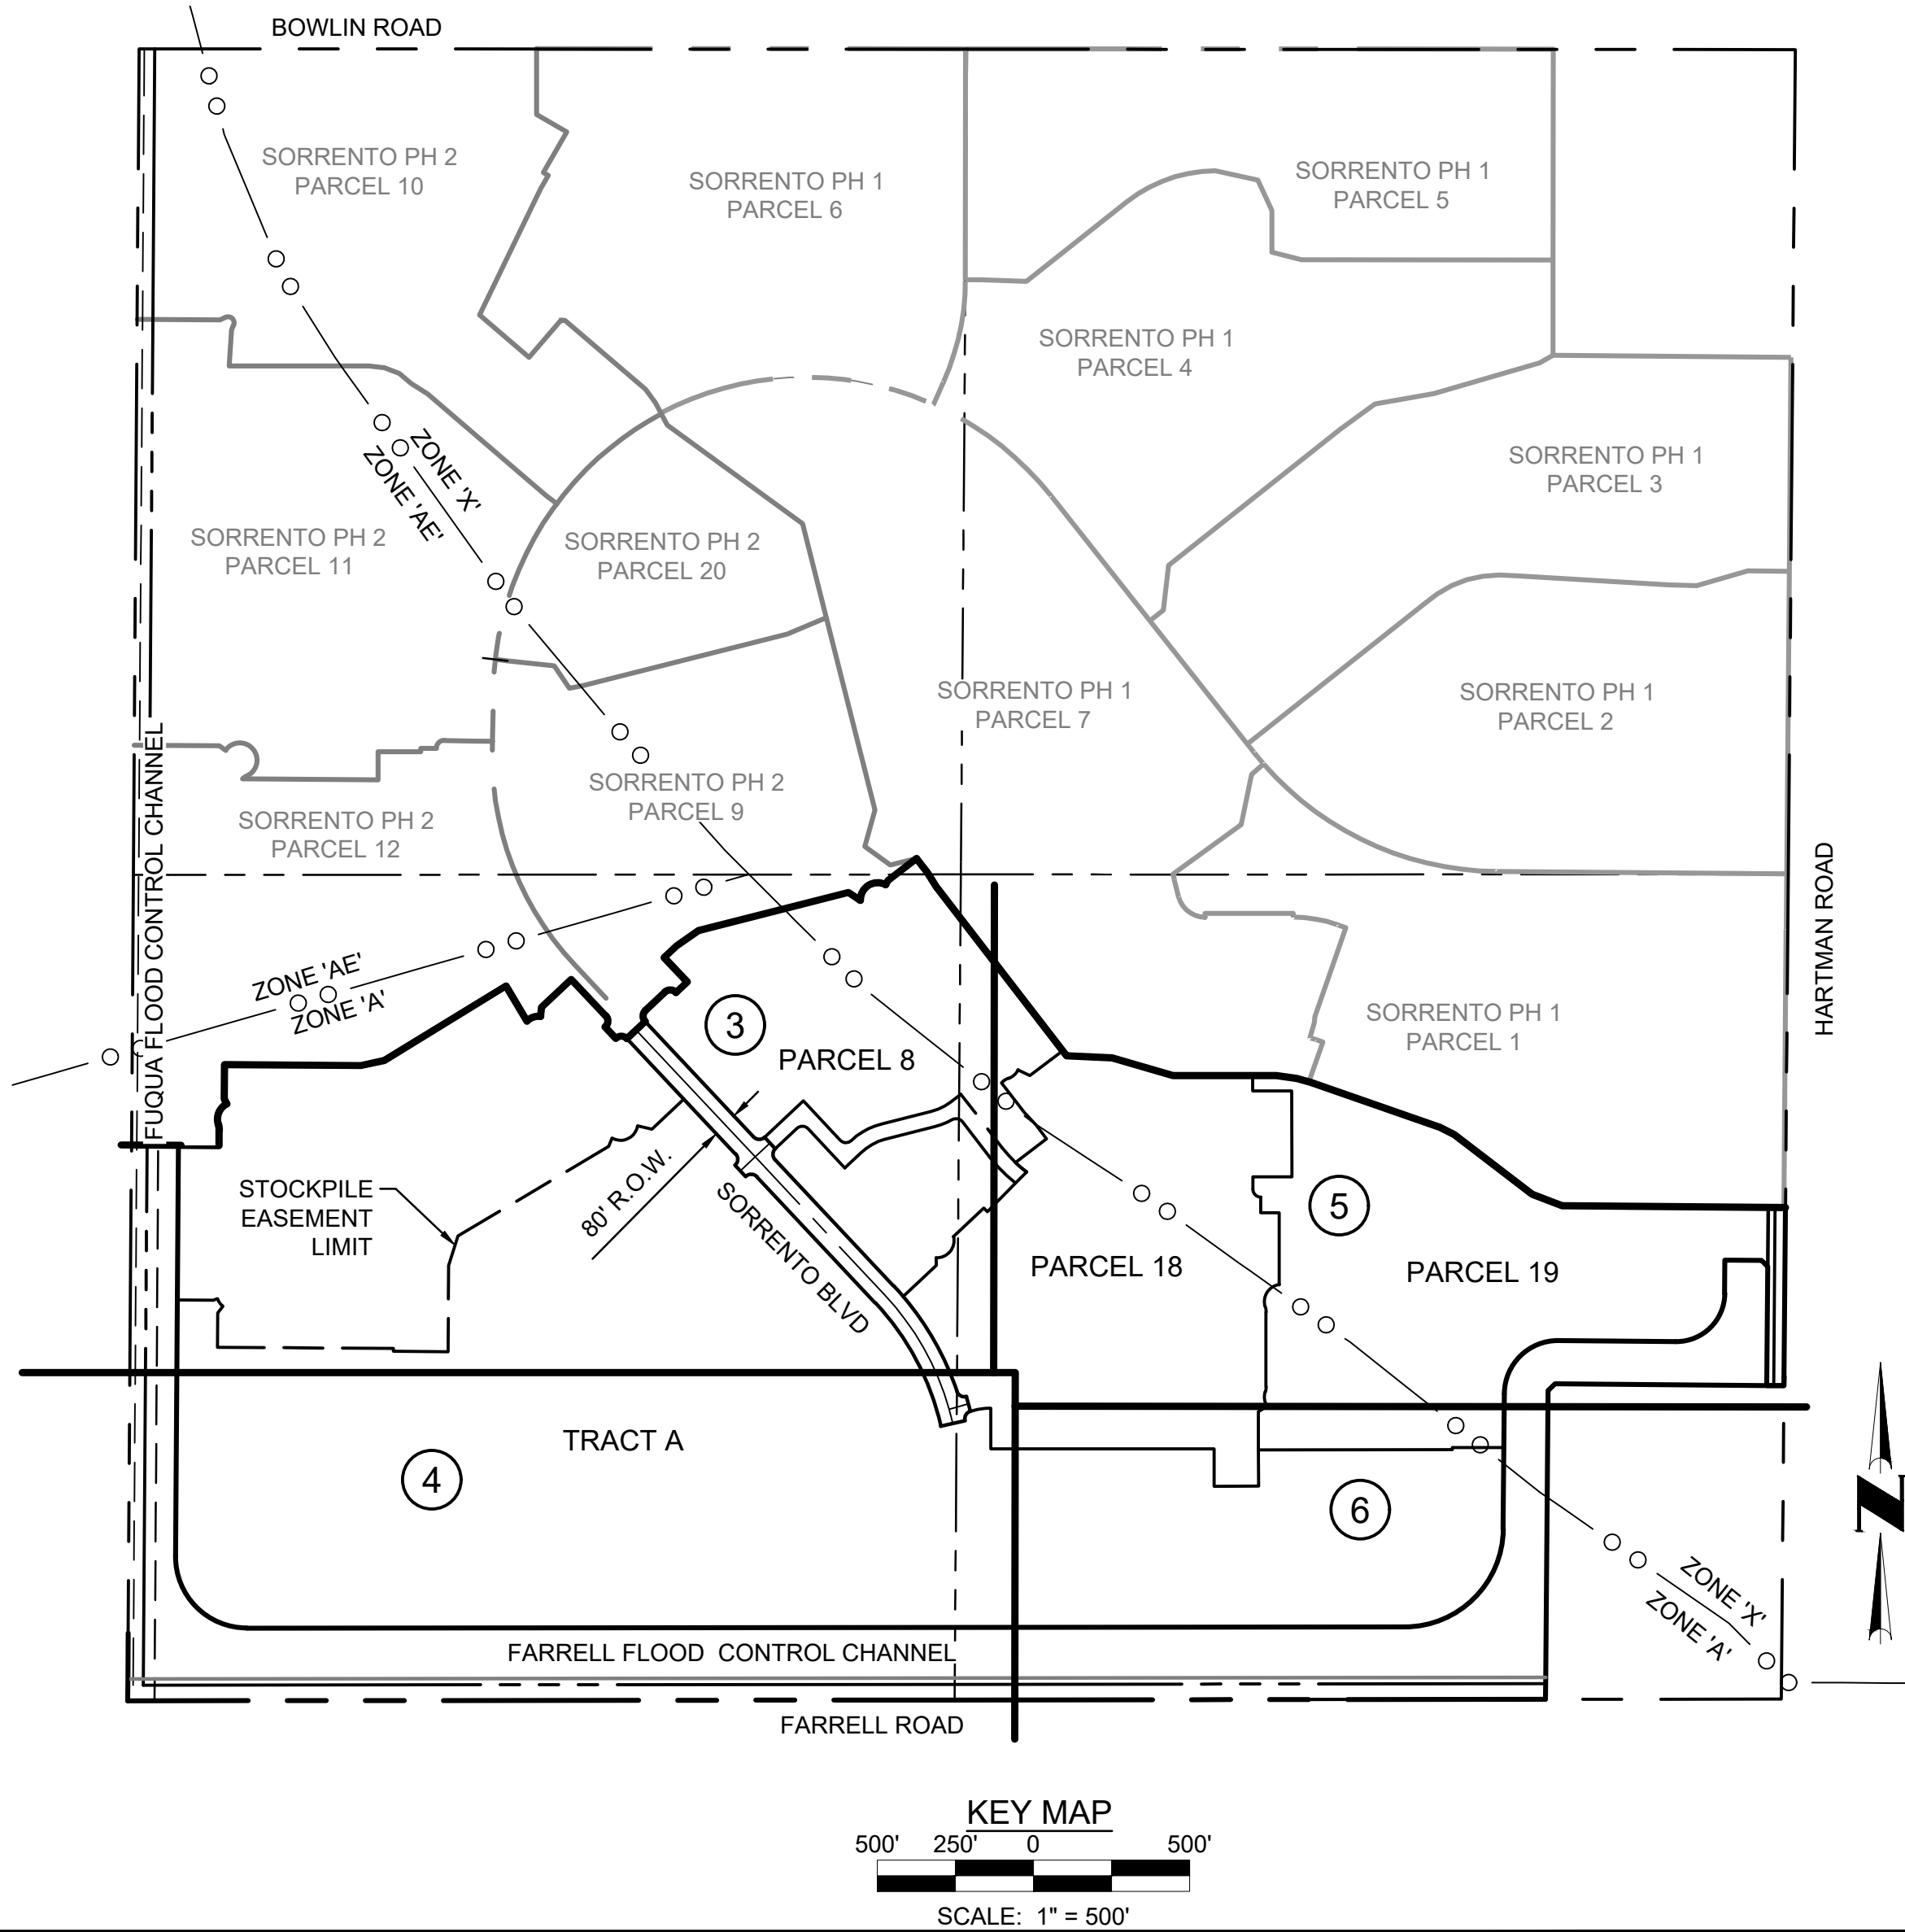 BOWLIN ROAD
SORRENTO PH 2
PARCEL 10
SORRENTO PH 1
PARCEL 6
SORRENTO PH 1
PARCEL 5
SORRENTO PH 1
PARCEL 4
SORRENTO PH 1
PARCEL 3
ZONE 'X'
ZONE 'AE'
SORRENTO PH 2
PARCEL 11
SORRENTO PH 2
PARCEL 20
SORRENTO PH 1
PARCEL 7
SORRENTO PH 1
PARCEL 2
SORRENTO PH 2
PARCEL 9
SORRENTO PH 2
PARCEL 12
FUQUA FLOOD CONTROL CHANNEL
HARTMAN ROAD
ZONE 'AE'
ZONE 'A'
SORRENTO PH 1
PARCEL 1
3
PARCEL 8
STOCKPILE
EASEMENT
LIMIT
80' R.O.W.
SORRENTO BLVD
5
PARCEL 18
PARCEL 19
TRACT A
4
6
N
ZONE 'X'
ZONE 'A'
FARRELL FLOOD CONTROL CHANNEL
FARRELL ROAD
KEY MAP
500' 250' 0 500'
SCALE: 1" = 500'